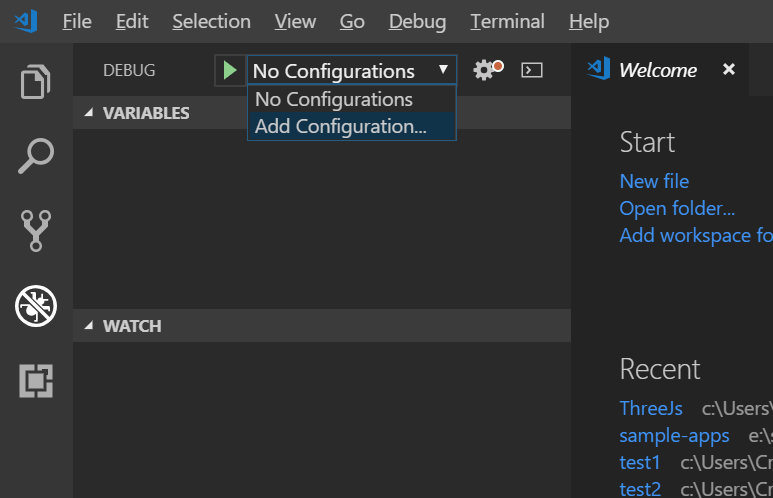 File Edit Selection View Go Debug Terminal Help
DEBUG No Configurations
No Configurations
Add Configuration...
VARIABLES
WATCH
Welcome
Start
New file
Open folder...
Add workspace fo
Recent
ThreeJs c:\Users\
sample-apps e:\s
test1 c:\Users\Cr
test2 c:\Users\Cr